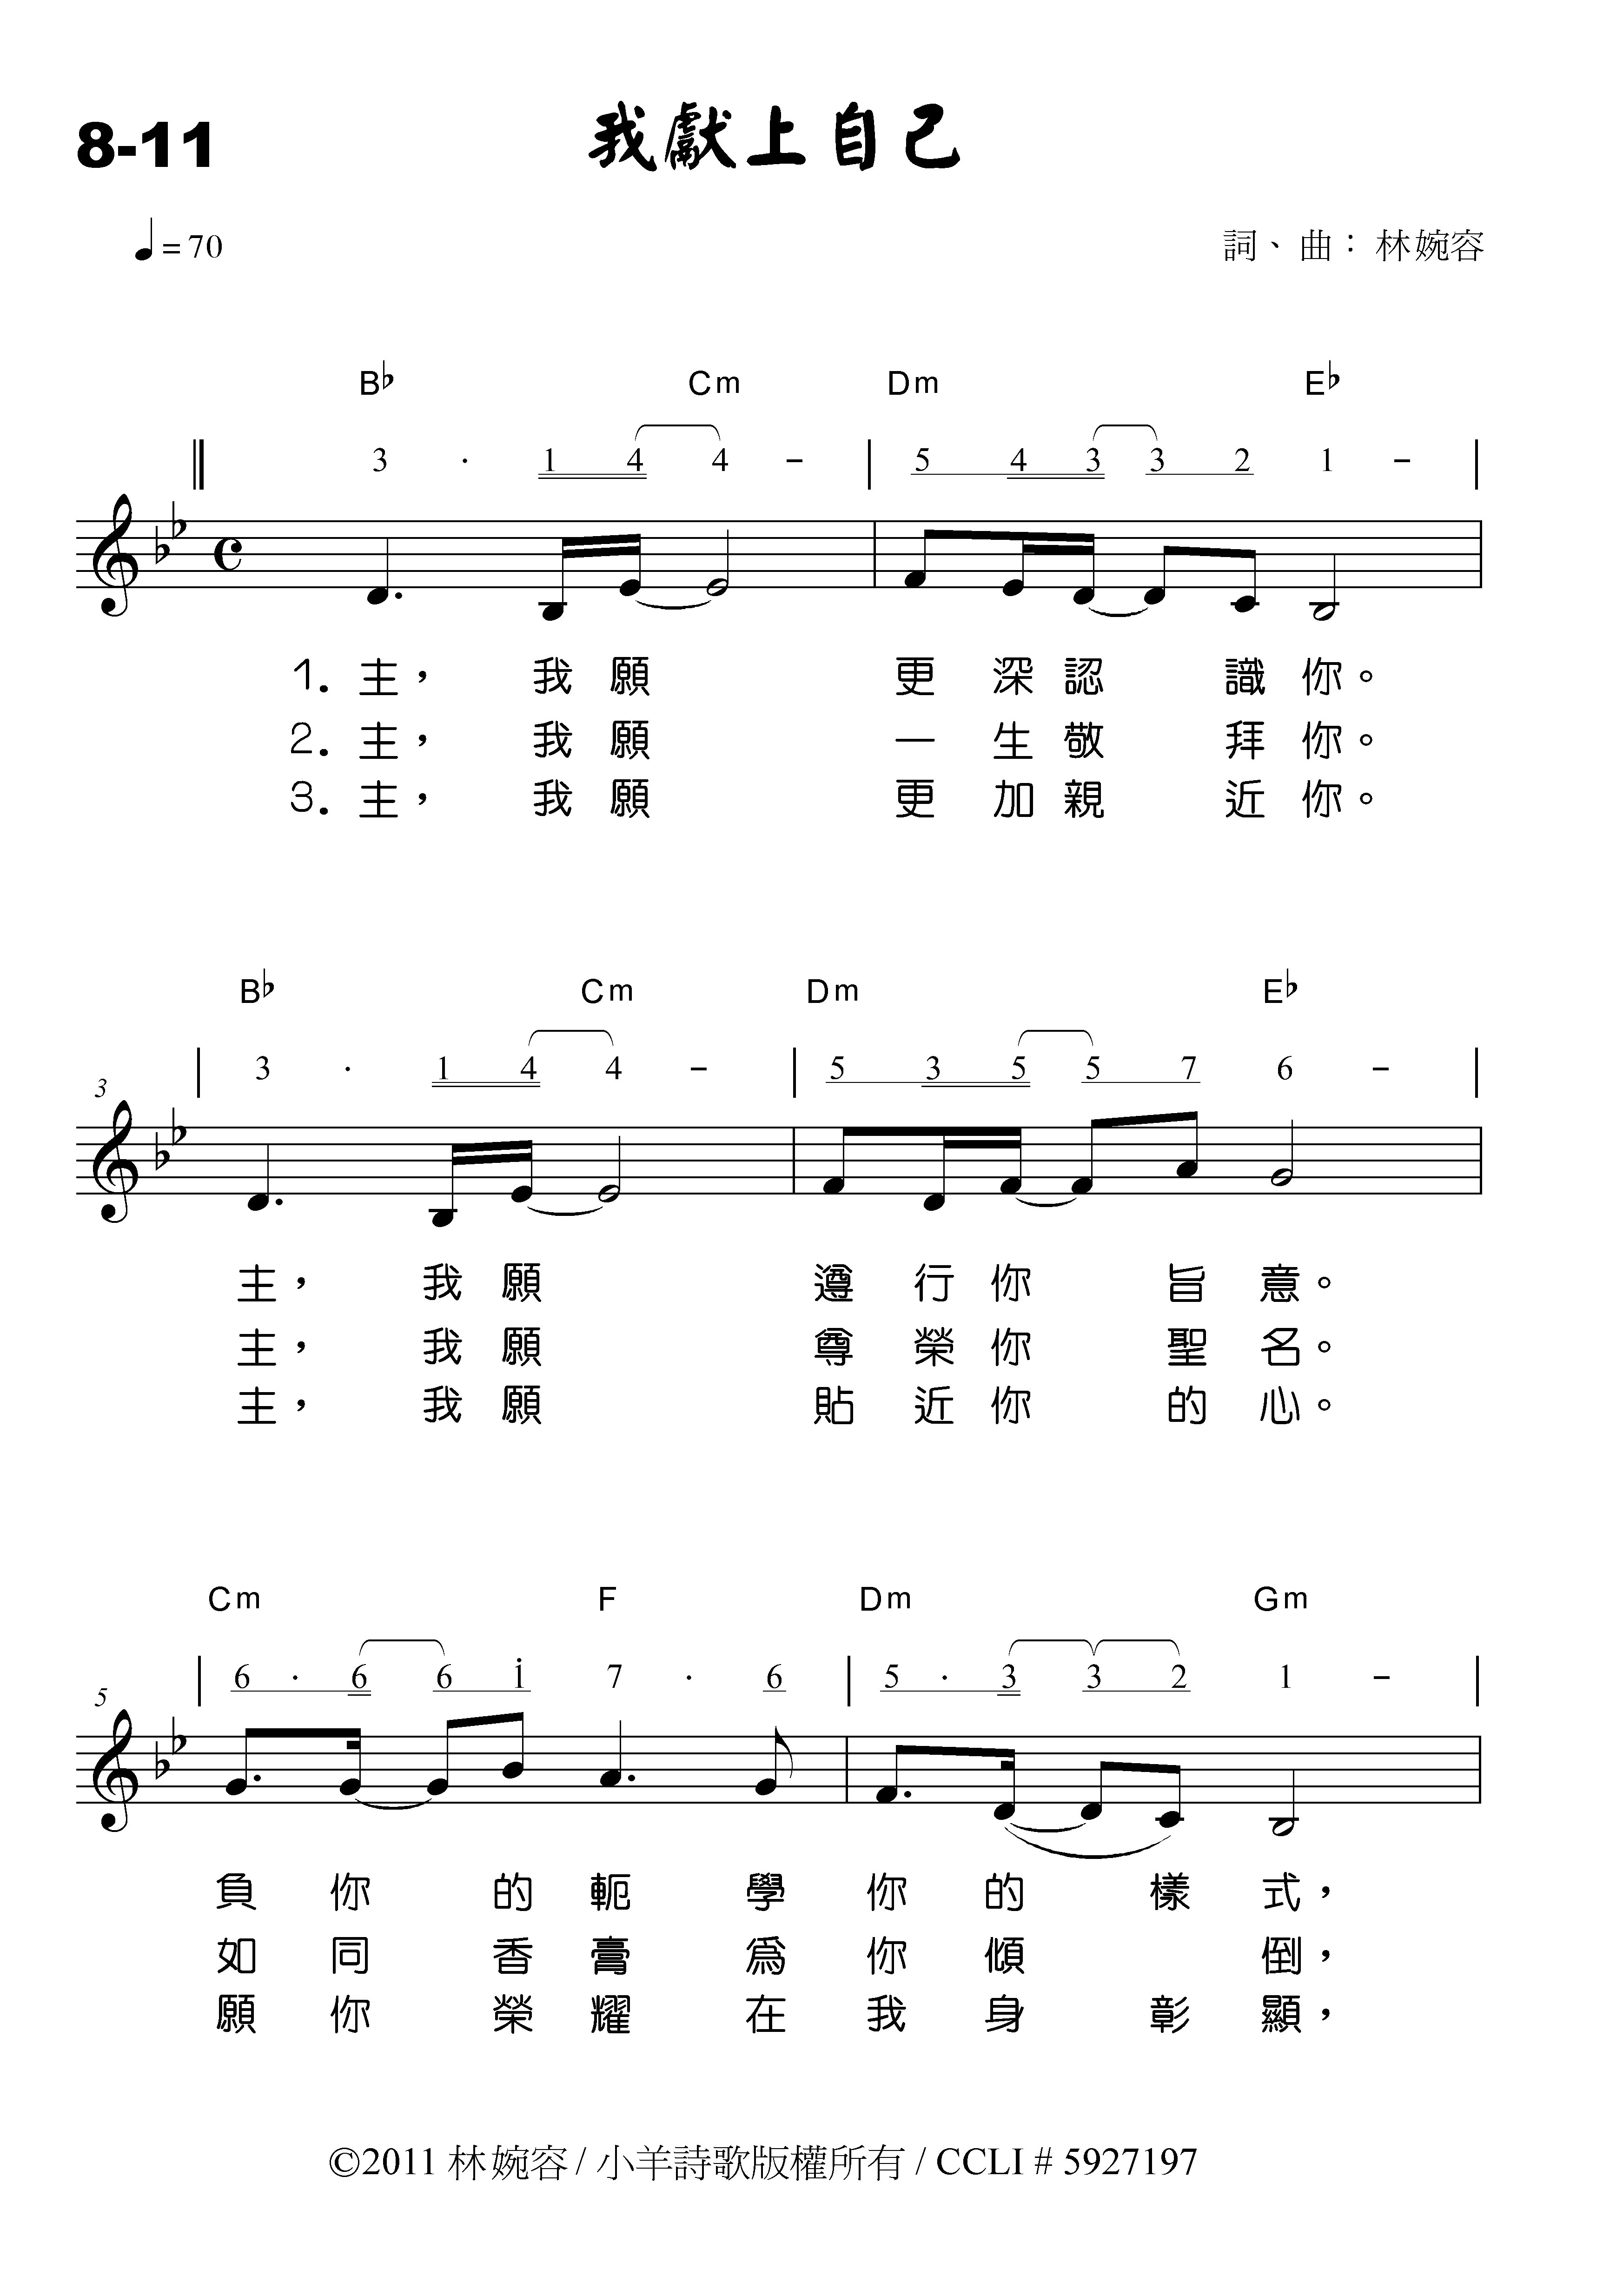 8-11 我獻上自己
♩= 70 詞、曲：林婉容
B♭ Cm Dm E♭
3 · 1 4 4 – 5 4 3 3 2 1 –
1. 主，我願 更深認識你。
2. 主，我願 一生敬拜你。
3. 主，我願 更加親近你。
B♭ Cm Dm E♭
3 · 1 4 4 – 5 3 5 5 7 6 –
3
主，我願 遵行你旨意。
主，我願 尊榮你聖名。
主，我願 貼近你的心。
Cm F Dm Gm
6 · 6 6 i 7 · 6 5 · 3 3 2 1 –
5
負你的軛學你的樣式，
如同香膏為你傾倒，
願你榮耀在我身彰顯，
©2011 林婉容 / 小羊詩歌版權所有 / CCLI # 5927197